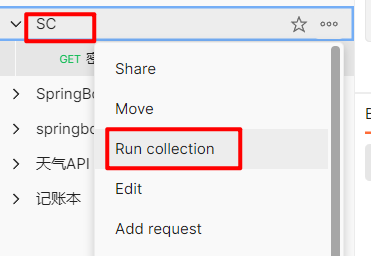 SC
GET
Share
Move
SpringBo
Run collection
springbo
天气API
Edit
记账本
Add request